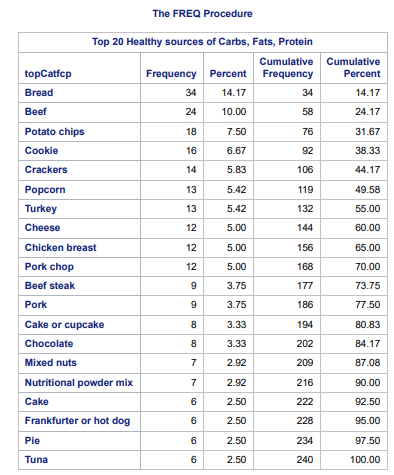 The FREQ Procedure
Top 20 Healthy sources of Carbs, Fats, Protein
topCatfcp Frequency Percent Cumulative Frequency Cumulative Percent
Bread 34 14.17 34 14.17
Beef 24 10.00 58 24.17
Potato chips 18 7.50 76 31.67
Cookie 16 6.67 92 38.33
Crackers 14 5.83 106 44.17
Popcorn 13 5.42 119 49.58
Turkey 13 5.42 132 55.00
Cheese 12 5.00 144 60.00
Chicken breast 12 5.00 156 65.00
Pork chop 12 5.00 168 70.00
Beef steak 9 3.75 177 73.75
Pork 9 3.75 186 77.50
Cake or cupcake 8 3.33 194 80.83
Chocolate 8 3.33 202 84.17
Mixed nuts 7 2.92 209 87.08
Nutritional powder mix 7 2.92 216 90.00
Cake 6 2.50 222 92.50
Frankfurter or hot dog 6 2.50 228 95.00
Pie 6 2.50 234 97.50
Tuna 6 2.50 240 100.00